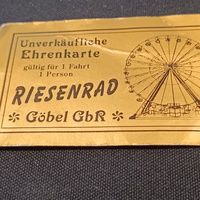 Unverkäufliche
Ehrenkarte
gültig für 1 Fahrt
1 Person
RIESENRAD
* Göbel GbR *